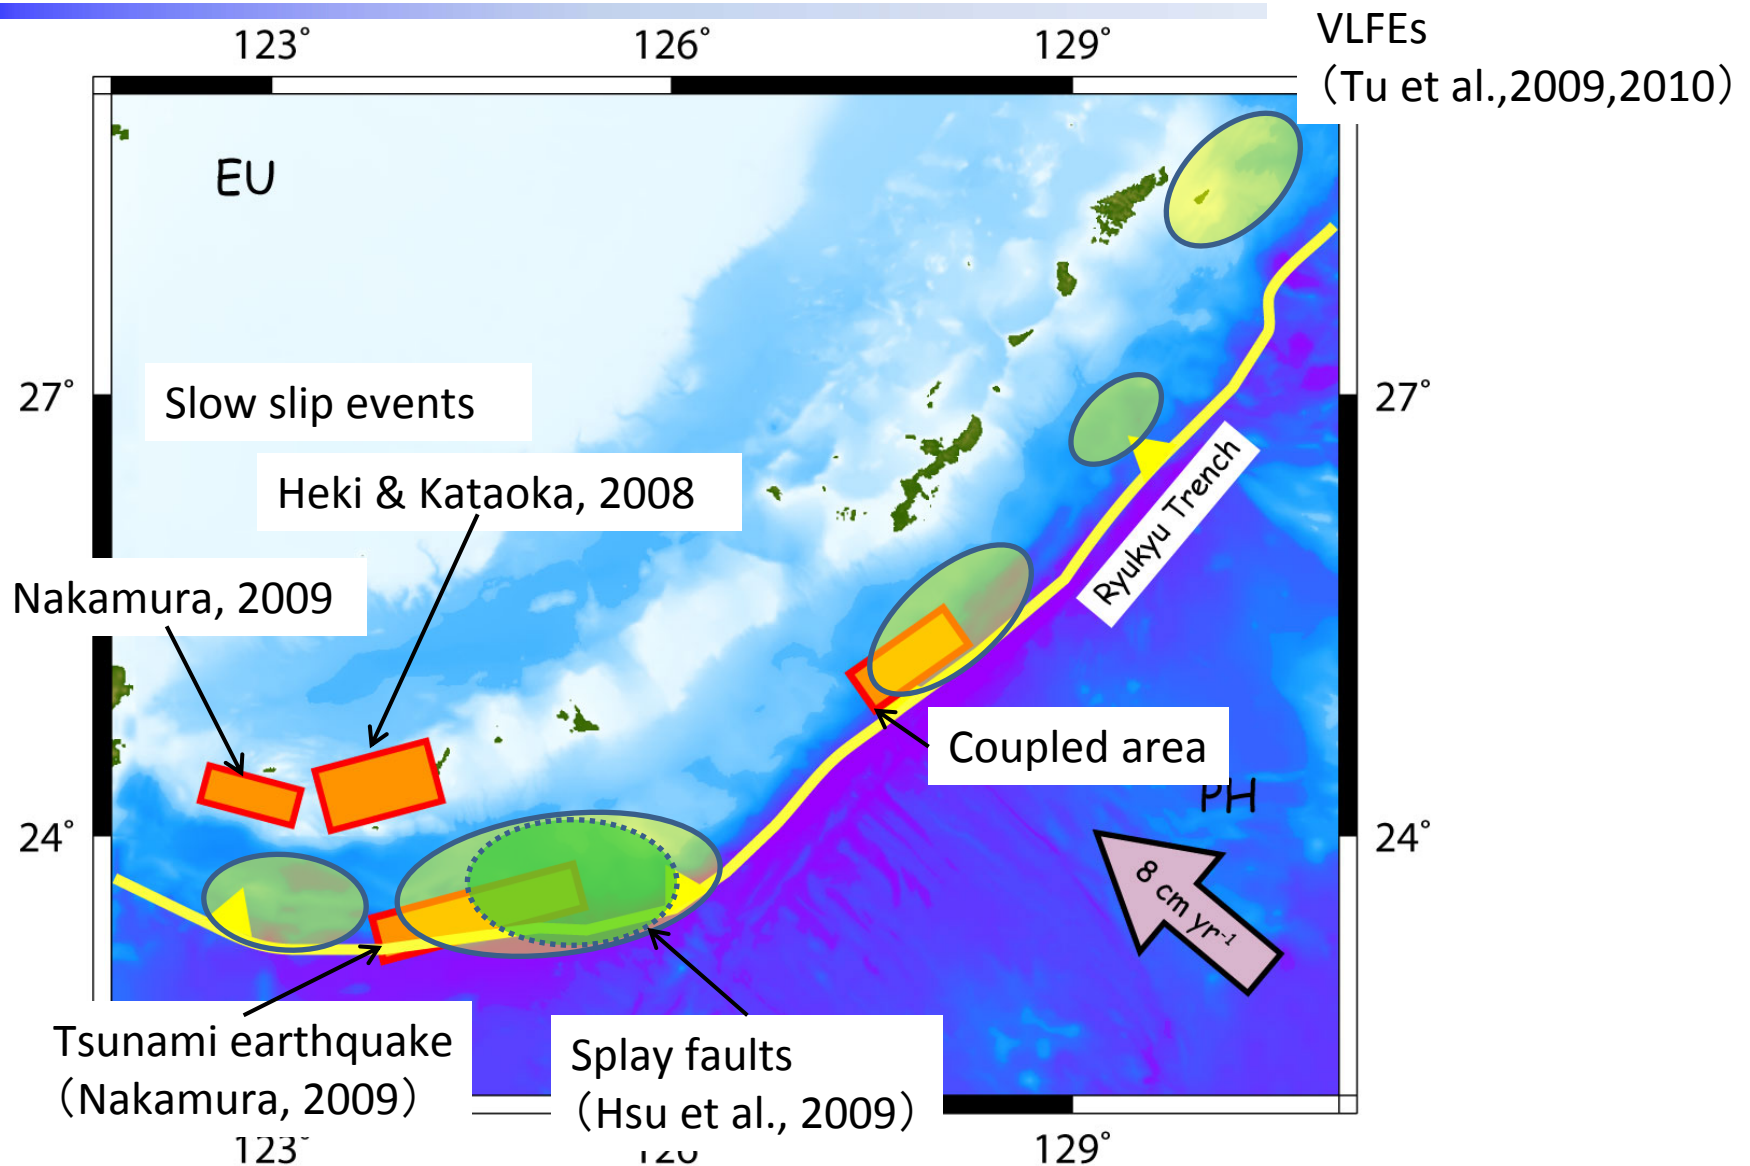 VLFEs
（Tu et al.,2009,2010）
123° 126° 129°
EU
27° 27°
Slow slip events
Heki & Kataoka, 2008
Ryukyu Trench
Nakamura, 2009
Coupled area
PH
24° 24°
8 cm yr⁻¹
Tsunami earthquake
（Nakamura, 2009）
Splay faults
（Hsu et al., 2009）
123° 126° 129°